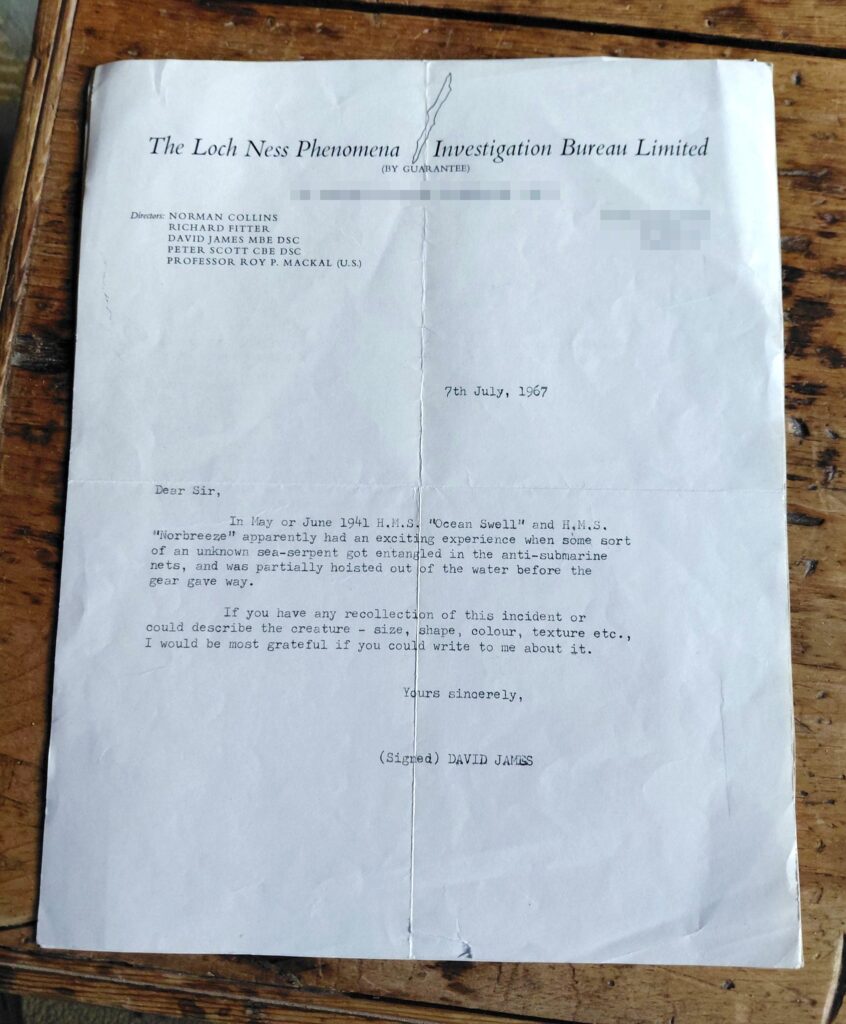 The Loch Ness Phenomena Investigation Bureau Limited
(BY GUARANTEE)
Directors: NORMAN COLLINS
RICHARD FITTER
DAVID JAMES MBE DSC
PETER SCOTT CBE DSC
PROFESSOR ROY P. MACKAL (U.S.)
7th July, 1967
Dear Sir,
In May or June 1941 H.M.S. "Ocean Swell" and H.M.S.
"Norbreeze" apparently had an exciting experience when some sort
of an unknown sea-serpent got entangled in the anti-submarine
nets, and was partially hoisted out of the water before the
gear gave way.
If you have any recollection of this incident or
could describe the creature - size, shape, colour, texture etc.,
I would be most grateful if you could write to me about it.
Yours sincerely,
(Signed) DAVID JAMES